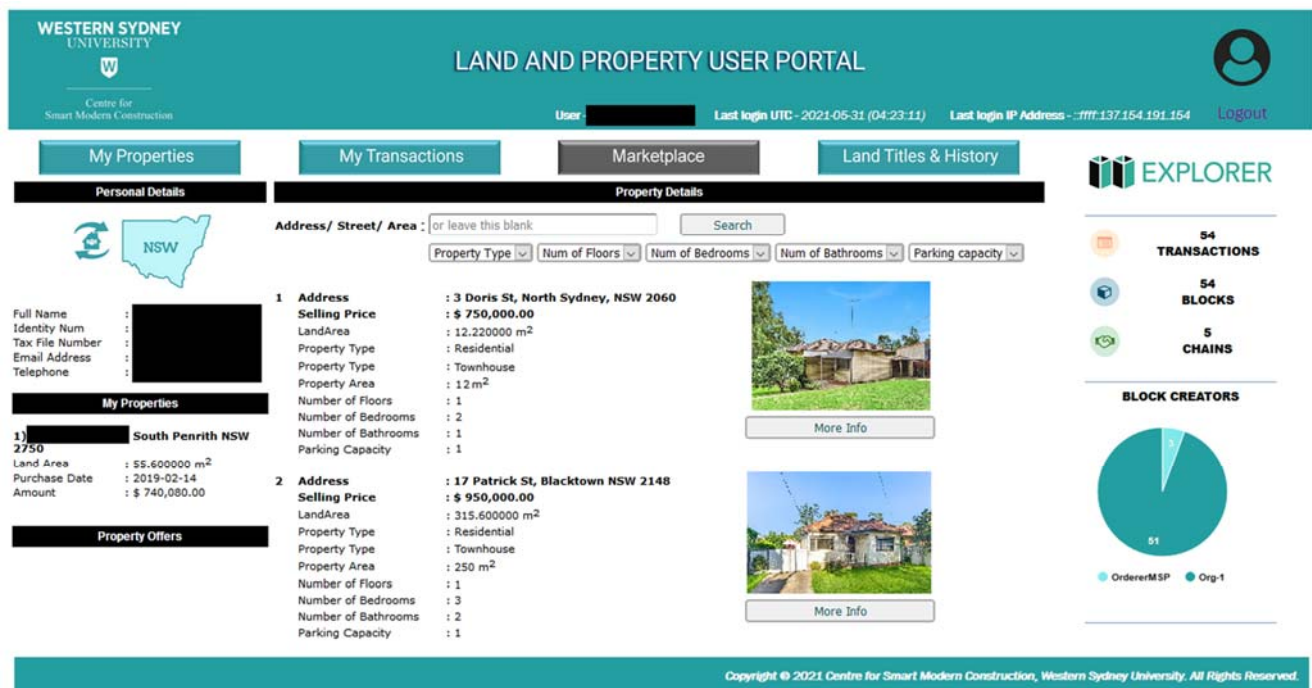 WESTERN SYDNEY
UNIVERSITY
W
Centre for
Smart Modern Construction
LAND AND PROPERTY USER PORTAL
User -
Last login UTC - 2021-05-31 (04:23:11)
Last login IP Address - ::ffff:137.154.191.154
Logout
My Properties
My Transactions
Marketplace
Land Titles & History
EXPLORER
Personal Details
NSW
Full Name :
Identity Num :
Tax File Number :
Email Address :
Telephone :
My Properties
1) South Penrith NSW
2750
Land Area : 55.600000 m2
Purchase Date : 2019-02-14
Amount : $ 740,080.00
Property Offers
Property Details
Address/ Street/ Area : or leave this blank Search
Property Type Num of Floors Num of Bedrooms Num of Bathrooms Parking capacity
1 Address : 3 Doris St, North Sydney, NSW 2060
Selling Price : $ 750,000.00
LandArea : 12.220000 m2
Property Type : Residential
Property Type : Townhouse
Property Area : 12m2
Number of Floors : 1
Number of Bedrooms : 2
Number of Bathrooms : 1
Parking Capacity : 1
More Info
2 Address : 17 Patrick St, Blacktown NSW 2148
Selling Price : $ 950,000.00
LandArea : 315.600000 m2
Property Type : Residential
Property Type : Townhouse
Property Area : 250 m2
Number of Floors : 1
Number of Bedrooms : 3
Number of Bathrooms : 2
Parking Capacity : 1
More Info
54
TRANSACTIONS
54
BLOCKS
5
CHAINS
BLOCK CREATORS
3
51
OrdererMSP Org-1
Copyright © 2021 Centre for Smart Modern Construction, Western Sydney University. All Rights Reserved.